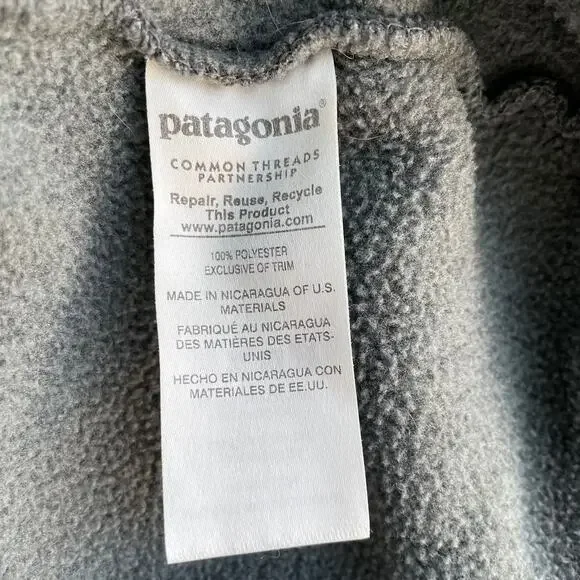 patagonia®
COMMON THREADS
PARTNERSHIP
Repair, Reuse, Recycle
This Product
www.patagonia.com
100% POLYESTER
EXCLUSIVE OF TRIM
MADE IN NICARAGUA OF U.S.
MATERIALS
FABRIQUÉ AU NICARAGUA
DES MATIÈRES DES ETATS-
UNIS
HECHO EN NICARAGUA CON
MATERIALES DE EE.UU.